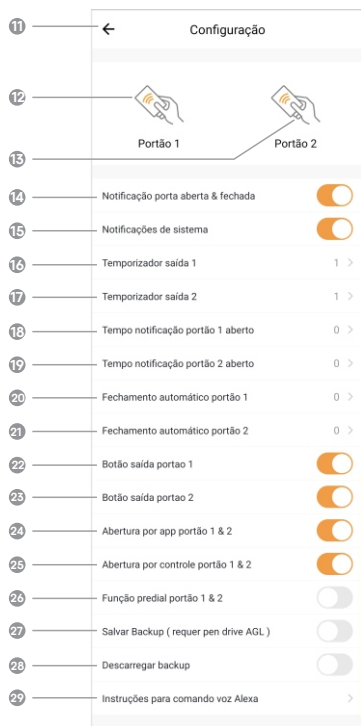 11 Configuração
12
Portão 1 Portão 2
13
14 Notificação porta aberta & fechada
15 Notificações de sistema
16 Temporizador saída 1 1 >
17 Temporizador saída 2 1 >
18 Tempo notificação portão 1 aberto 0 >
19 Tempo notificação portão 2 aberto 0 >
20 Fechamento automático portão 1 0 >
21 Fechamento automático portão 2 0 >
22 Botão saída portao 1
23 Botão saída portao 2
24 Abertura por app portão 1 & 2
25 Abertura por controle portão 1 & 2
26 Função predial portão 1 & 2
27 Salvar Backup ( requer pen drive AGL )
28 Descarregar backup
29 Instruções para comando voz Alexa >